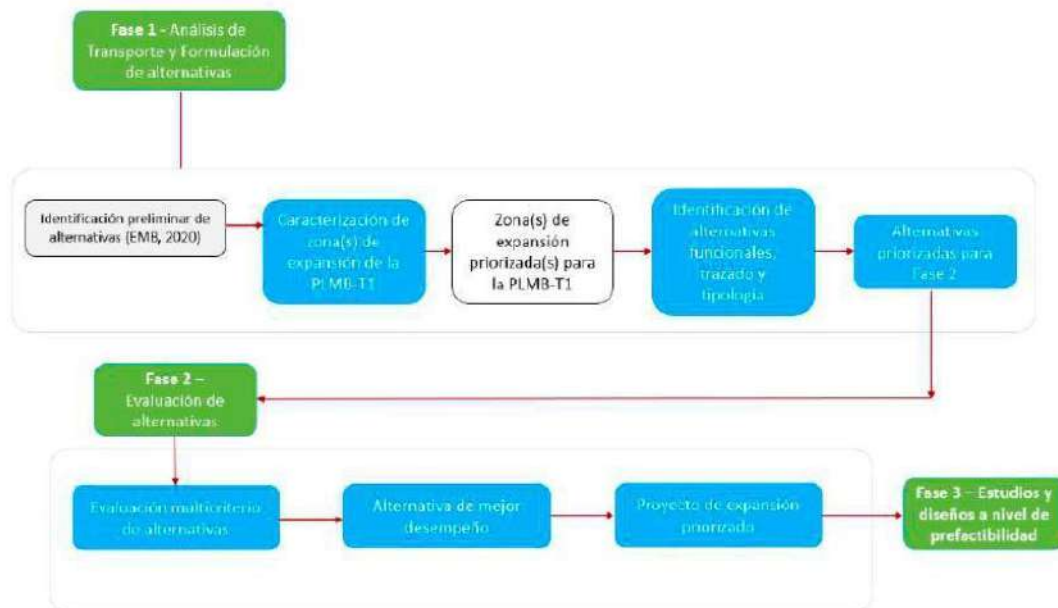 Fase 1 - Análisis de
Transporte y Formulación
de alternativas
Identificación preliminar de
alternativas (EMB, 2020)
Caracterización de
zona(s) de
expansión de la
PLMB-T1
Zona(s) de
expansión
priorizada(s) para
la PLMB-T1
Identificación de
alternativas
funcionales,
trazado y
tipología
Alternativas
priorizadas para
Fase 2
Fase 2 –
Evaluación de
alternativas
Evaluación multicriterio
de alternativas
Alternativa de mejor
desempeño
Proyecto de expansión
priorizado
Fase 3 – Estudios y
diseños a nivel de
prefactibilidad